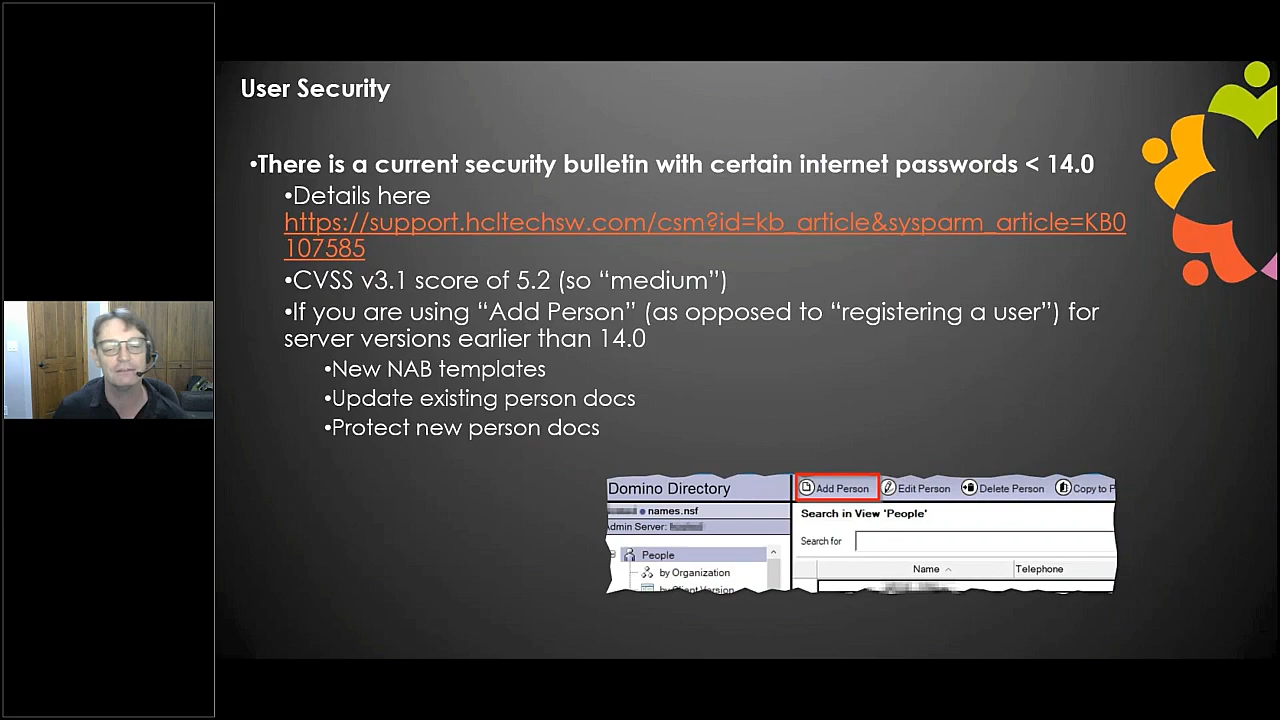 User Security
•There is a current security bulletin with certain internet passwords < 14.0
•Details here
https://support.hcltechsw.com/csm?id=kb_article&sysparm_article=KB0
107585
•CVSS v3.1 score of 5.2 (so “medium”)
•If you are using “Add Person” (as opposed to “registering a user”) for
server versions earlier than 14.0
•New NAB templates
•Update existing person docs
•Protect new person docs
Domino Directory
Add Person Edit Person Delete Person Copy to P
names.nsf
Search in View 'People'
Admin Server:
Search for
People
Name Telephone
by Organization
by Client Version